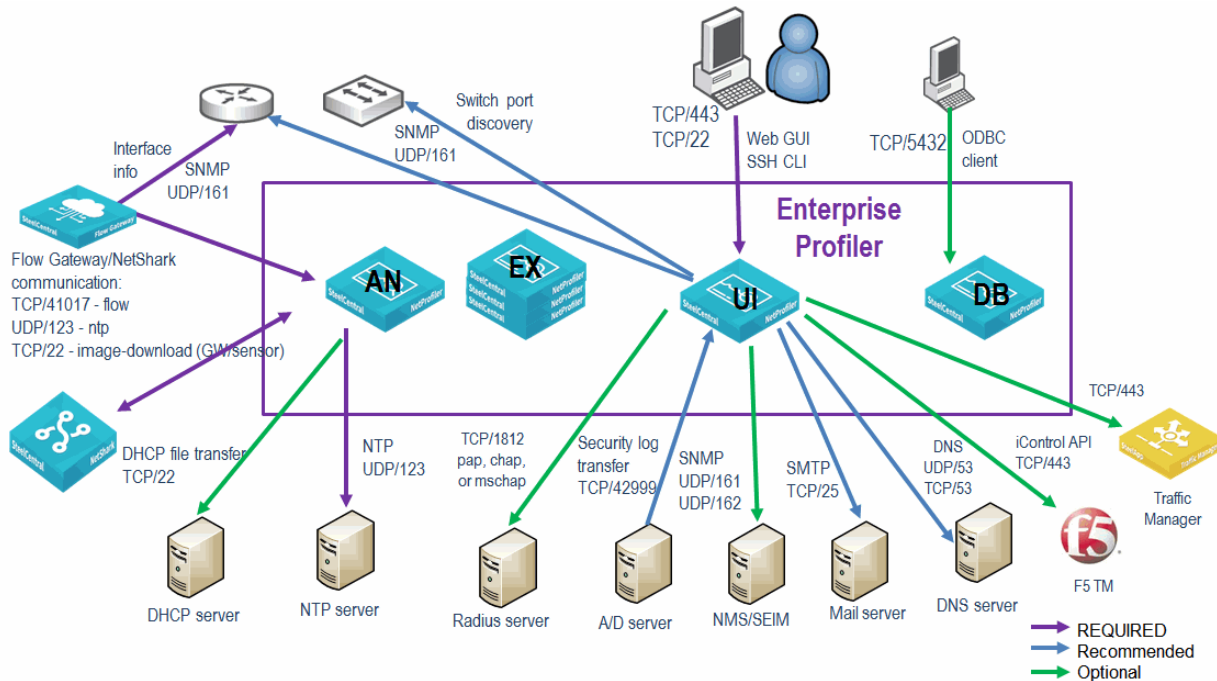 TCP/443
TCP/22
Web GUI
SSH CLI
TCP/5432
ODBC
client
Switch port
discovery
SNMP
UDP/161
Interface
info
SNMP
UDP/161
Enterprise
Profiler
SteelCentral
Flow Gateway
Flow Gateway/NetShark
communication:
TCP/41017 - flow
UDP/123 - ntp
TCP/22 - image-download (GW/sensor)
AN
SteelCentral
NetProfiler
EX
SteelCentral
NetProfiler
NetProfiler
NetProfiler
UI
SteelCentral
NetProfiler
DB
SteelCentral
NetProfiler
SteelCentral
NetShark
DHCP file transfer
TCP/22
NTP
UDP/123
TCP/1812
pap, chap,
or mschap
Security log
transfer
TCP/42999
SNMP
UDP/161
UDP/162
SMTP
TCP/25
DNS
UDP/53
TCP/53
iControl API
TCP/443
TCP/443
Traffic Manager
Traffic
Manager
DHCP server
NTP server
Radius server
A/D server
NMS/SEIM
Mail server
DNS server
f5
F5 TM
REQUIRED
Recommended
Optional